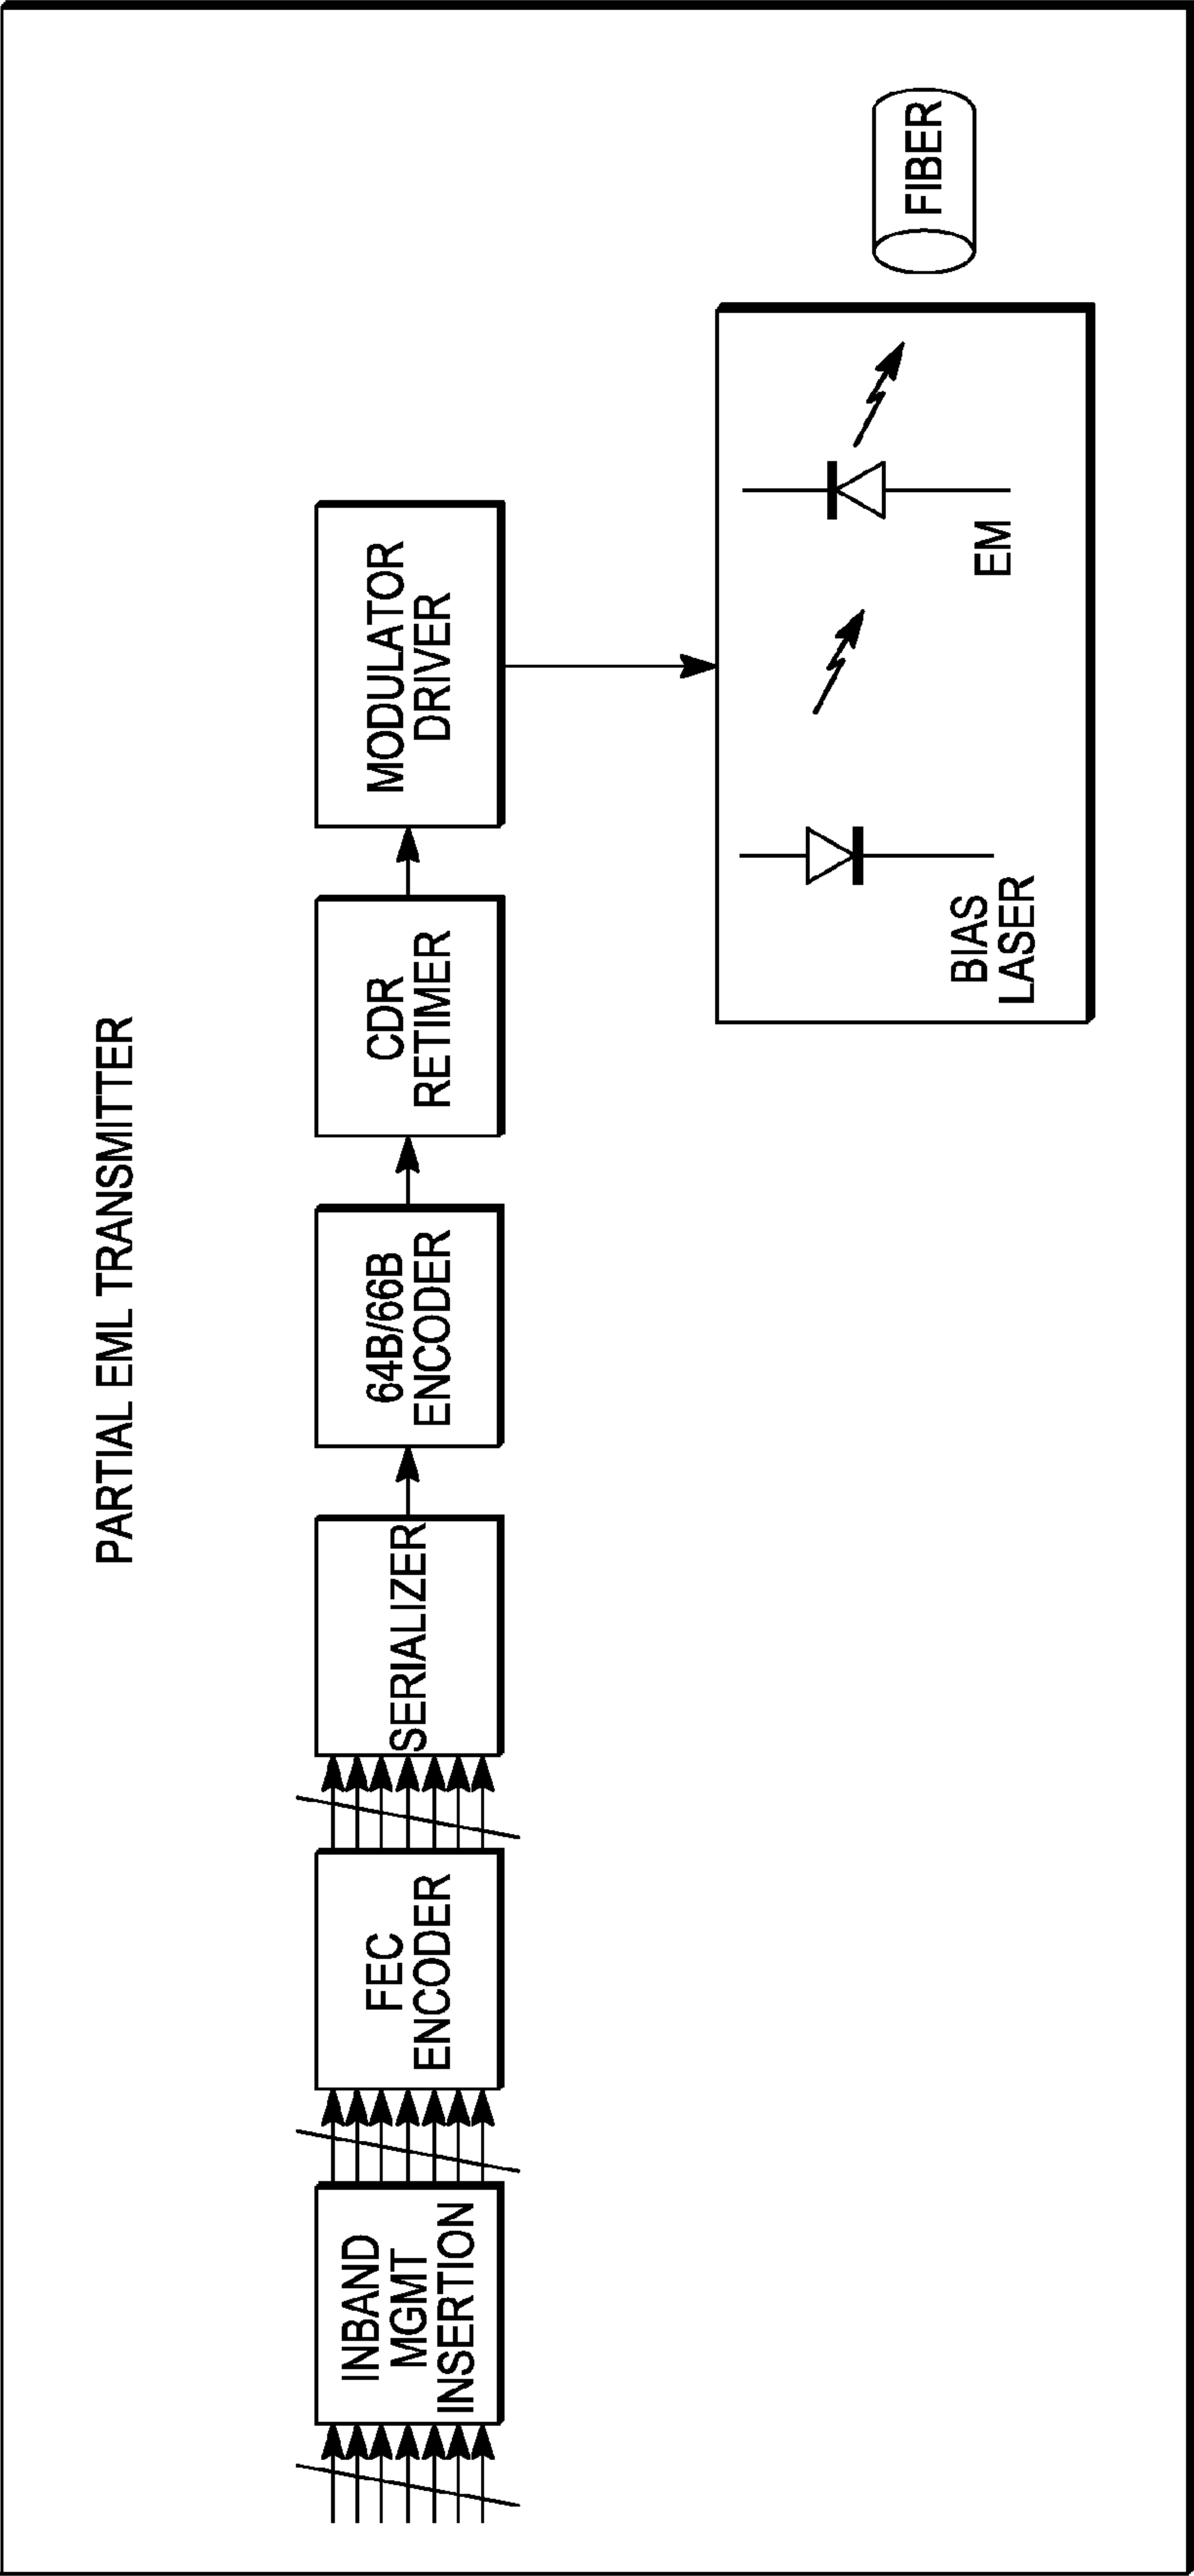 PARTIAL EML TRANSMITTER
INBAND
MGMT
INSERTION
FEC
ENCODER
SERIALIZER
64B/66B
ENCODER
CDR
RETIMER
MODULATOR
DRIVER
BIAS
LASER
EM
FIBER